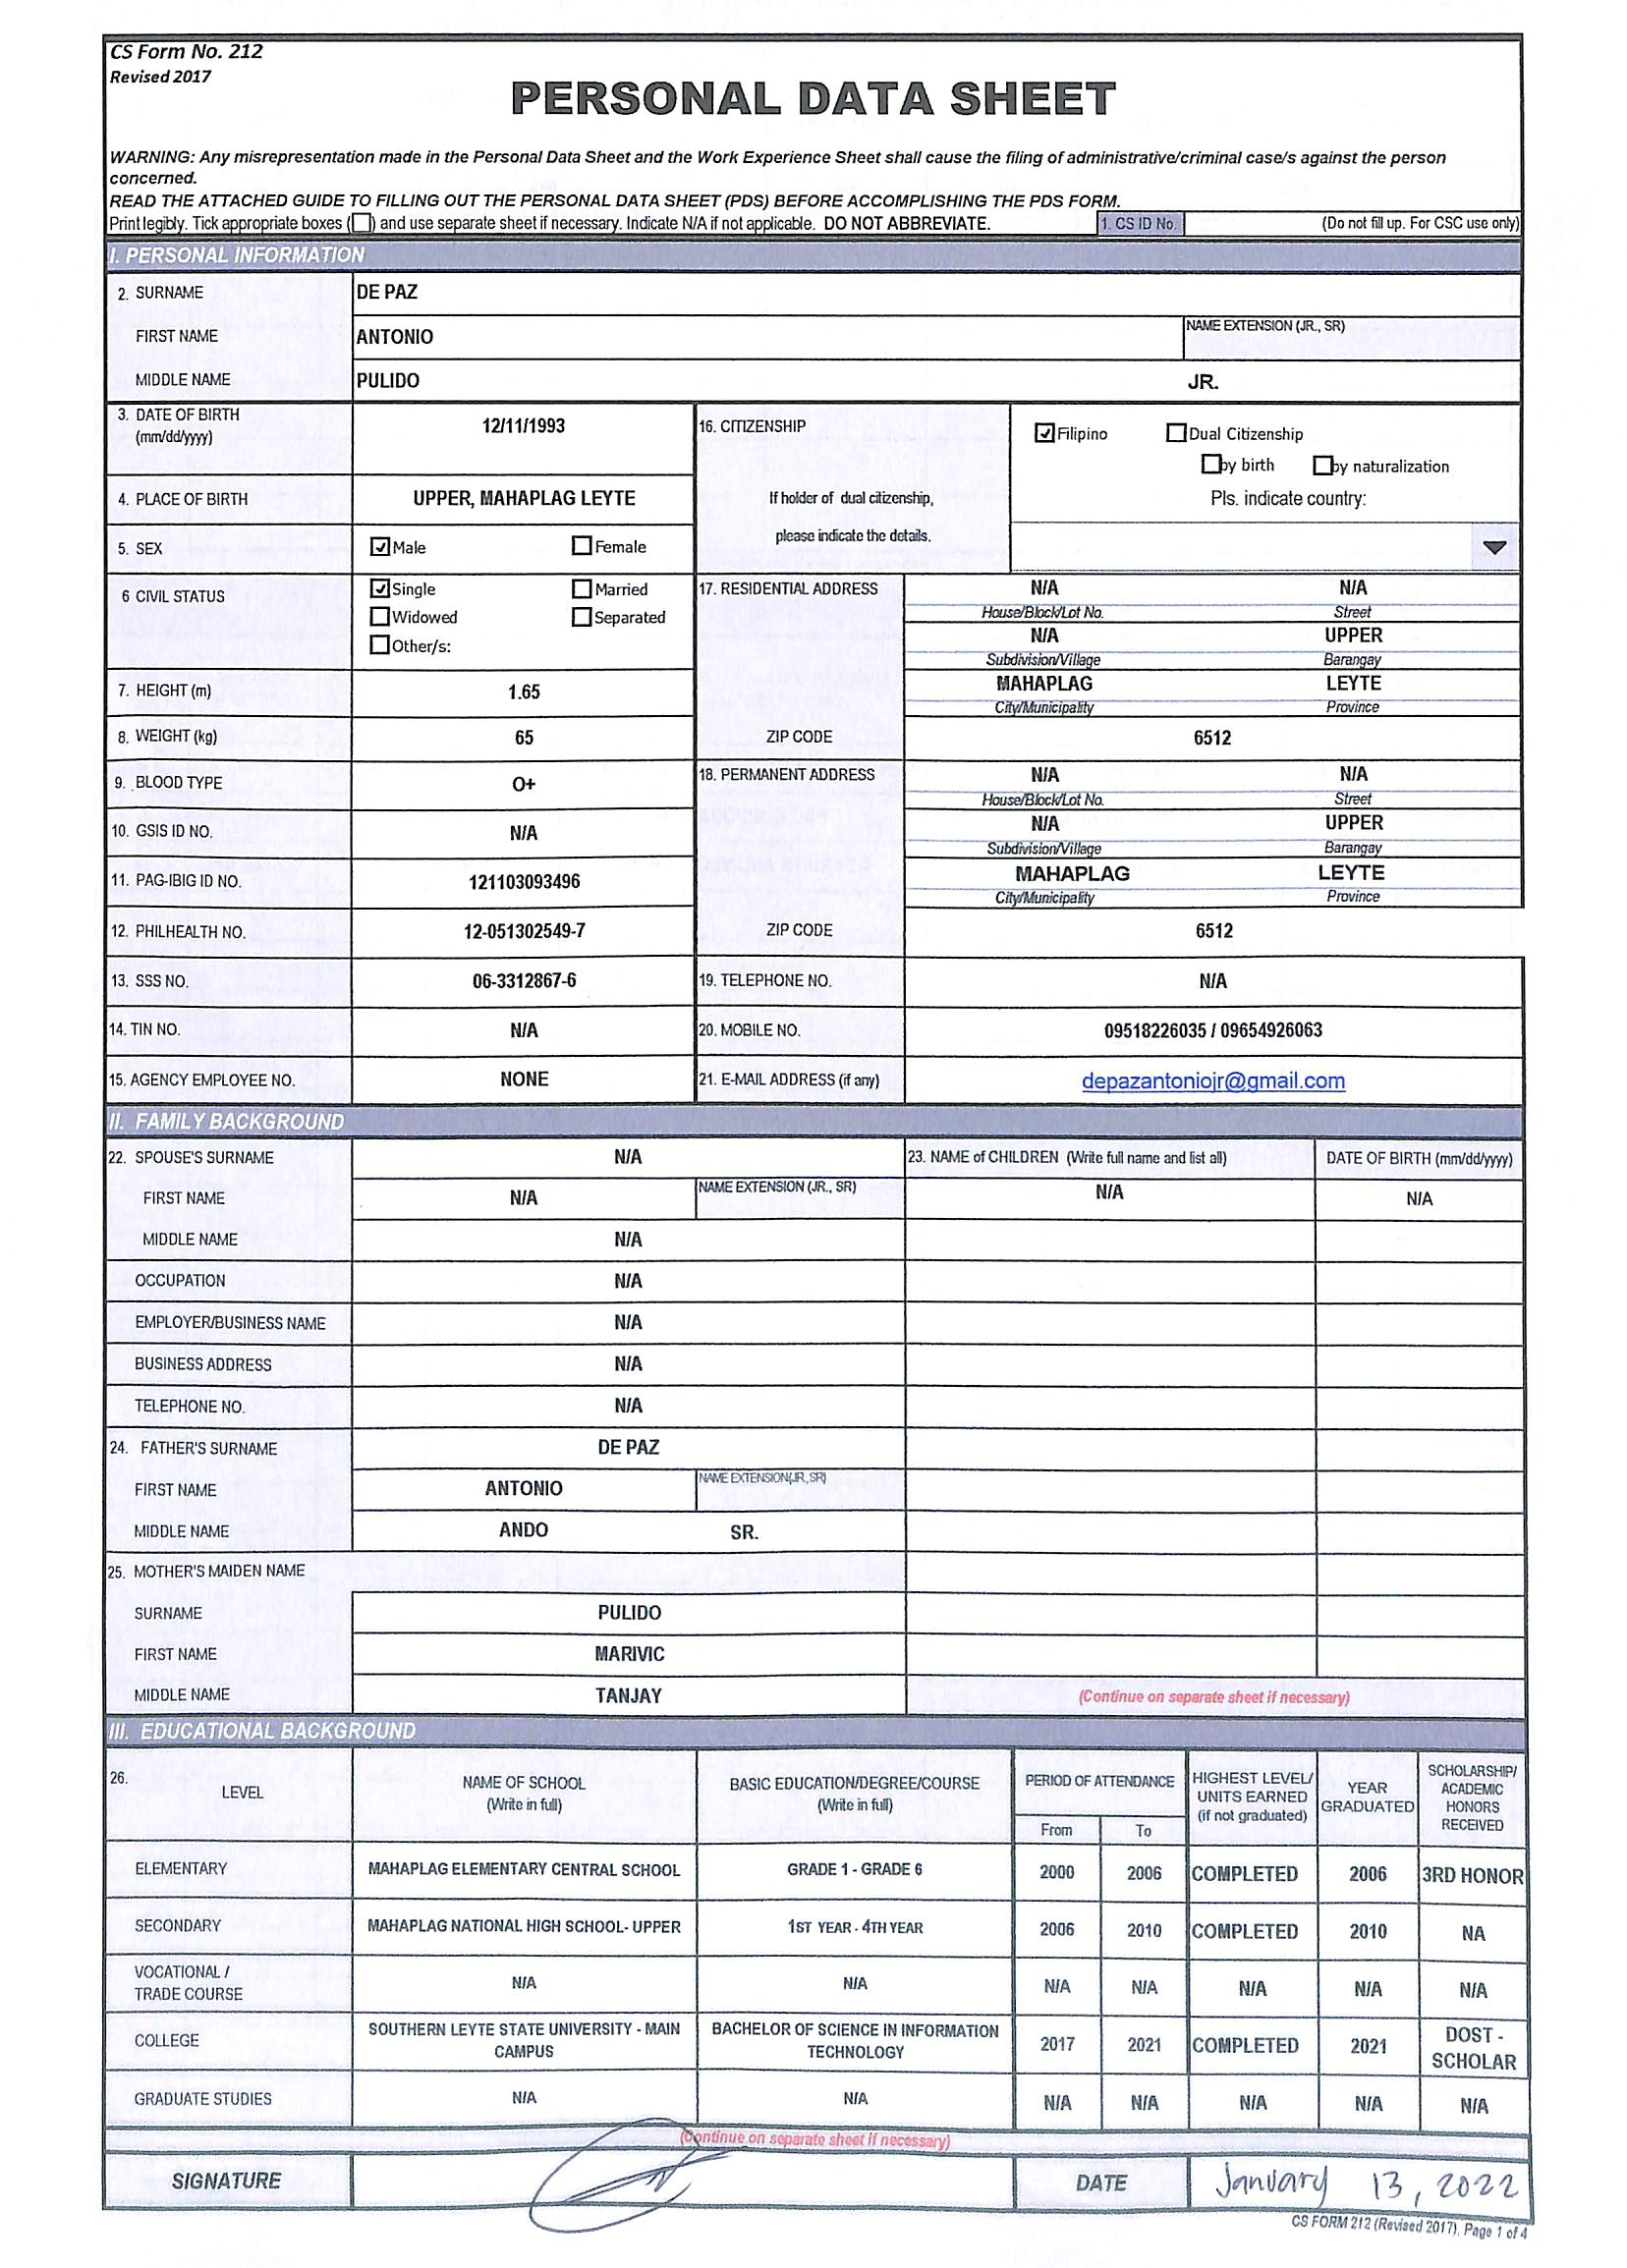 CS Form No. 212
Revised 2017
PERSONAL DATA SHEET
WARNING: Any misrepresentation made in the Personal Data Sheet and the Work Experience Sheet shall cause the filing of administrative/criminal case/s against the person
concerned.
READ THE ATTACHED GUIDE TO FILLING OUT THE PERSONAL DATA SHEET (PDS) BEFORE ACCOMPLISHING THE PDS FORM.
Print legibly. Tick appropriate boxes (☐) and use separate sheet if necessary. Indicate N/A if not applicable. DO NOT ABBREVIATE. 1. CS ID No. (Do not fill up. For CSC use only)
I. PERSONAL INFORMATION
2. SURNAME DE PAZ
FIRST NAME ANTONIO NAME EXTENSION (JR., SR)
MIDDLE NAME PULIDO JR.
3. DATE OF BIRTH
(mm/dd/yyyy) 12/11/1993
16. CITIZENSHIP ☑ Filipino ☐ Dual Citizenship
☐ by birth ☐ by naturalization
4. PLACE OF BIRTH UPPER, MAHAPLAG LEYTE If holder of dual citizenship, Pls. indicate country:
please indicate the details.
5. SEX ☑ Male ☐ Female
6 CIVIL STATUS ☑ Single ☐ Married
☐ Widowed ☐ Separated
☐ Other/s:
17. RESIDENTIAL ADDRESS N/A N/A
House/Block/Lot No. Street
N/A UPPER
Subdivision/Village Barangay
7. HEIGHT (m) 1.65 MAHAPLAG LEYTE
City/Municipality Province
8. WEIGHT (kg) 65 ZIP CODE 6512
9. BLOOD TYPE O+ 18. PERMANENT ADDRESS N/A N/A
House/Block/Lot No. Street
10. GSIS ID NO. N/A N/A UPPER
Subdivision/Village Barangay
11. PAG-IBIG ID NO. 121103093496 MAHAPLAG LEYTE
City/Municipality Province
12. PHILHEALTH NO. 12-051302549-7 ZIP CODE 6512
13. SSS NO. 06-3312867-6 19. TELEPHONE NO. N/A
14. TIN NO. N/A 20. MOBILE NO. 09518226035 / 09654926063
15. AGENCY EMPLOYEE NO. NONE 21. E-MAIL ADDRESS (if any) depazantoniojr@gmail.com
II. FAMILY BACKGROUND
22. SPOUSE'S SURNAME N/A 23. NAME of CHILDREN (Write full name and list all) DATE OF BIRTH (mm/dd/yyyy)
FIRST NAME N/A NAME EXTENSION (JR., SR) N/A N/A
MIDDLE NAME N/A
OCCUPATION N/A
EMPLOYER/BUSINESS NAME N/A
BUSINESS ADDRESS N/A
TELEPHONE NO. N/A
24. FATHER'S SURNAME DE PAZ
FIRST NAME ANTONIO NAME EXTENSION(JR, SR)
MIDDLE NAME ANDO SR.
25. MOTHER'S MAIDEN NAME
SURNAME PULIDO
FIRST NAME MARIVIC
MIDDLE NAME TANJAY (Continue on separate sheet if necessary)
III. EDUCATIONAL BACKGROUND
26. LEVEL
NAME OF SCHOOL
(Write in full)
BASIC EDUCATION/DEGREE/COURSE
(Write in full)
PERIOD OF ATTENDANCE
From To
HIGHEST LEVEL/
UNITS EARNED
(if not graduated)
YEAR
GRADUATED
SCHOLARSHIP/
ACADEMIC
HONORS
RECEIVED
ELEMENTARY MAHAPLAG ELEMENTARY CENTRAL SCHOOL GRADE 1 - GRADE 6 2000 2006 COMPLETED 2006 3RD HONOR
SECONDARY MAHAPLAG NATIONAL HIGH SCHOOL- UPPER 1ST YEAR - 4TH YEAR 2006 2010 COMPLETED 2010 NA
VOCATIONAL /
TRADE COURSE N/A N/A N/A N/A N/A N/A N/A
COLLEGE SOUTHERN LEYTE STATE UNIVERSITY - MAIN
CAMPUS
BACHELOR OF SCIENCE IN INFORMATION
TECHNOLOGY
2017 2021 COMPLETED 2021 DOST -
SCHOLAR
GRADUATE STUDIES N/A N/A N/A N/A N/A N/A N/A
(Continue on separate sheet if necessary)
SIGNATURE DATE January 13, 2022
CS FORM 212 (Revised 2017), Page 1 of 4